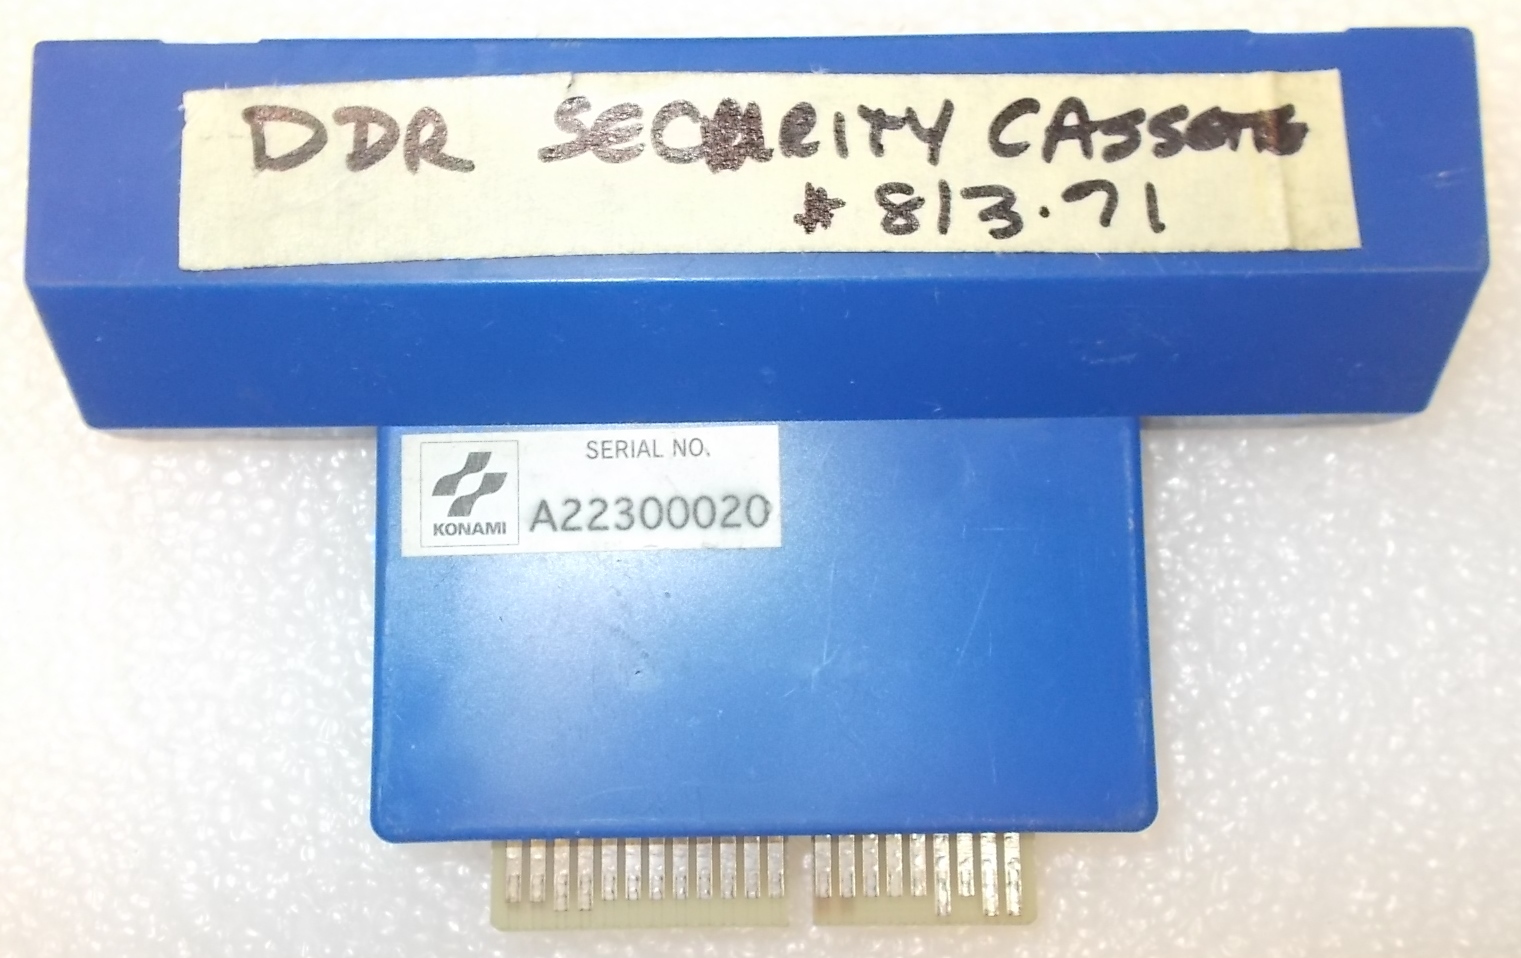 DDR SECURITY CASSETTE
# 813.71
SERIAL NO.
KONAMI
A22300020